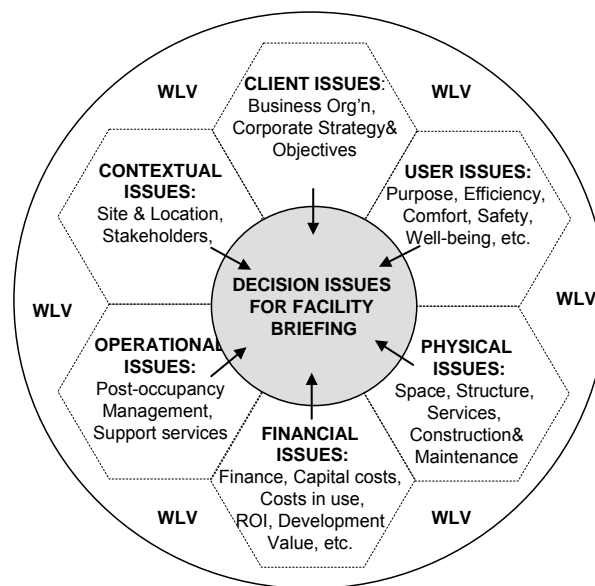 WLV
WLV
CLIENT ISSUES:
Business Org'n,
Corporate Strategy&
Objectives
CONTEXTUAL
ISSUES:
Site & Location,
Stakeholders,
USER ISSUES:
Purpose, Efficiency,
Comfort, Safety,
Well-being, etc.
DECISION ISSUES
FOR FACILITY
BRIEFING
WLV
WLV
OPERATIONAL
ISSUES:
Post-occupancy
Management,
Support services
PHYSICAL
ISSUES:
Space, Structure,
Services,
Construction&
Maintenance
FINANCIAL
ISSUES:
Finance, Capital costs,
Costs in use,
ROI, Development
Value, etc.
WLV
WLV